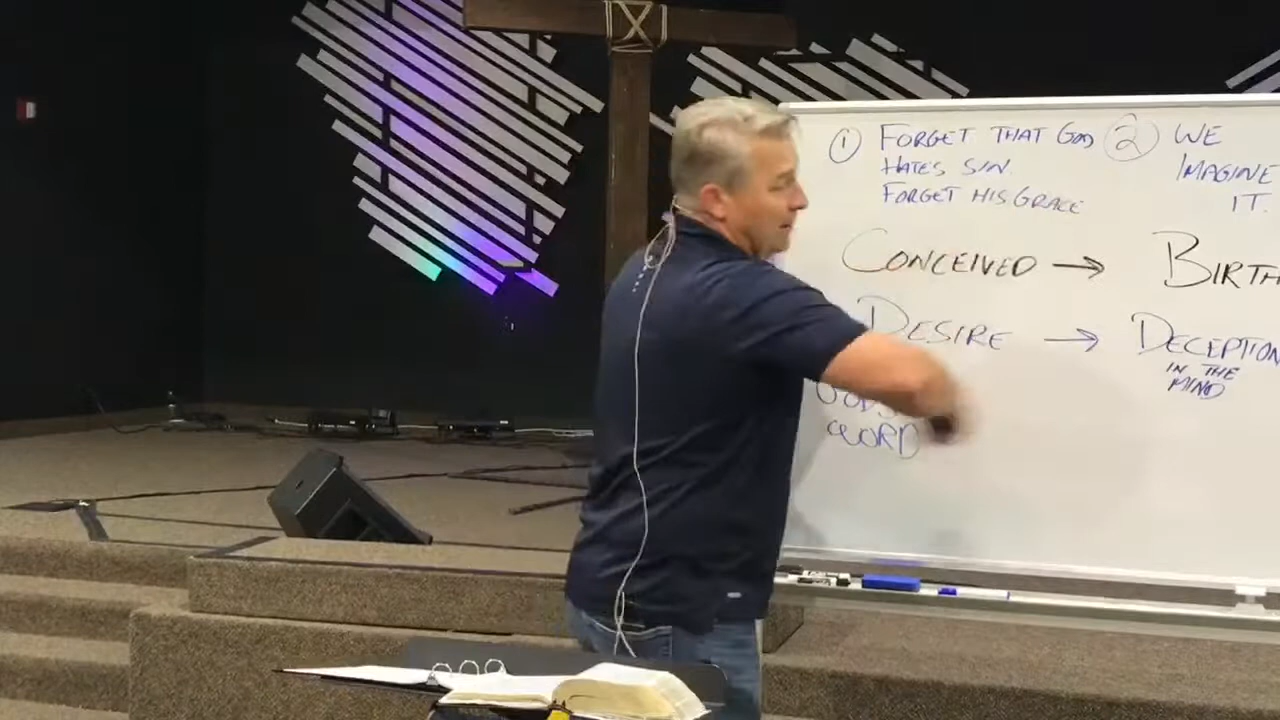 ① FORGET THAT GOD
HATES SIN.
FORGET HIS GRACE
② WE
IMAGINE
IT.
CONCEIVED → BIRTH
DESIRE → DECEPTION
IN THE
MIND
WORD